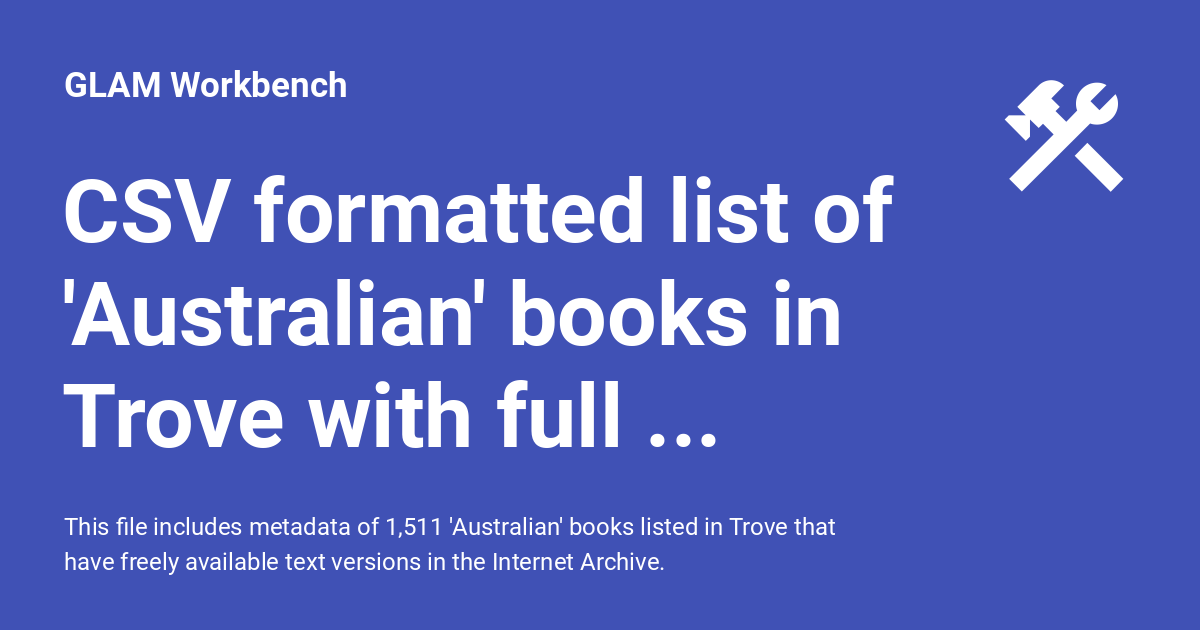 GLAM Workbench
CSV formatted list of
'Australian' books in
Trove with full ...
This file includes metadata of 1,511 'Australian' books listed in Trove that
have freely available text versions in the Internet Archive.